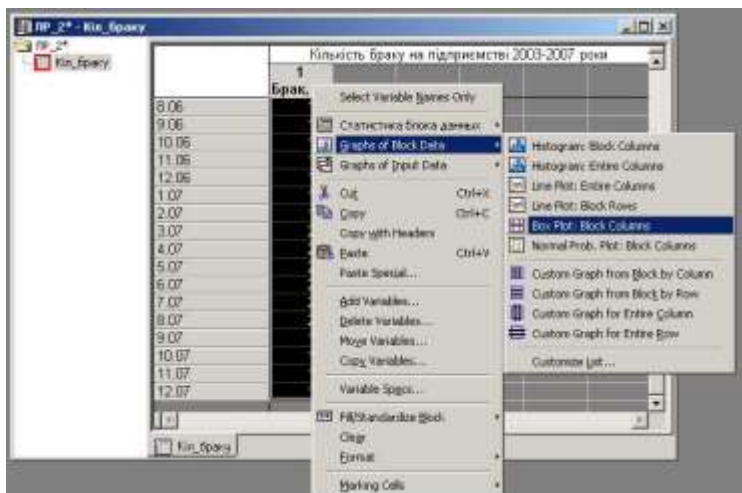 ПР_2* - Кіл_браку
ПР_2*
Кіл_браку
Кількість браку на підприємстві 2003-2007 роки
1
Брак,
8.06
9.06
10.06
11.06
12.06
1.07
2.07
3.07
4.07
5.07
6.07
7.07
8.07
9.07
10.07
11.07
12.07
Кіл_браку
Select Variable Names Only
Статистика блока данных
Graphs of Block Data
Graphs of Input Data
Cut Ctrl+X
Copy Ctrl+C
Copy with Headers
Paste Ctrl+V
Paste Special...
Add Variables...
Delete Variables...
Move Variables...
Copy Variables...
Variable Specs...
Fill/Standardize Block
Clear
Format
Marking Cells
Histogram: Block Columns
Histogram: Entire Columns
Line Plot: Entire Columns
Line Plot: Block Rows
Box Plot: Block Columns
Normal Prob. Plot: Block Columns
Custom Graph from Block by Column
Custom Graph from Block by Row
Custom Graph for Entire Column
Custom Graph for Entire Row
Customize List...